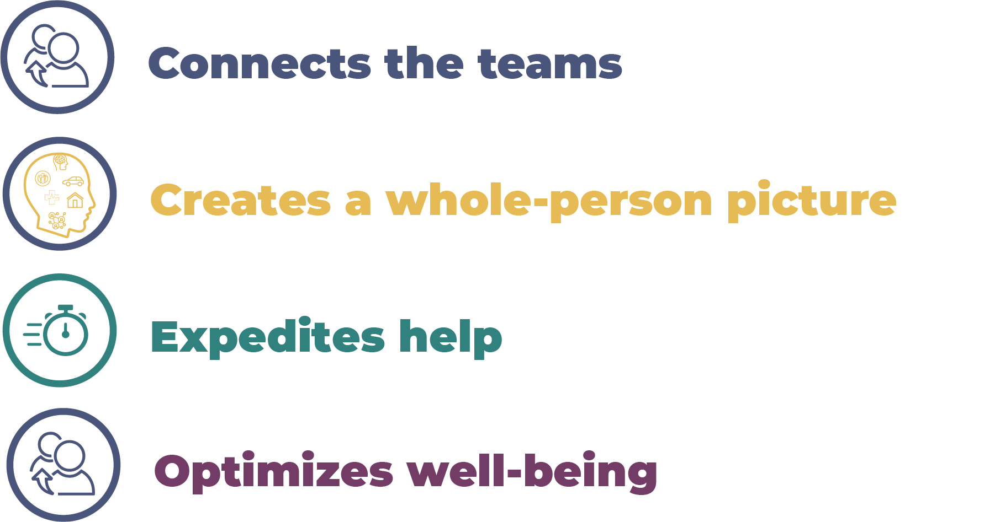 Connects the teams
Creates a whole-person picture
Expedites help
Optimizes well-being